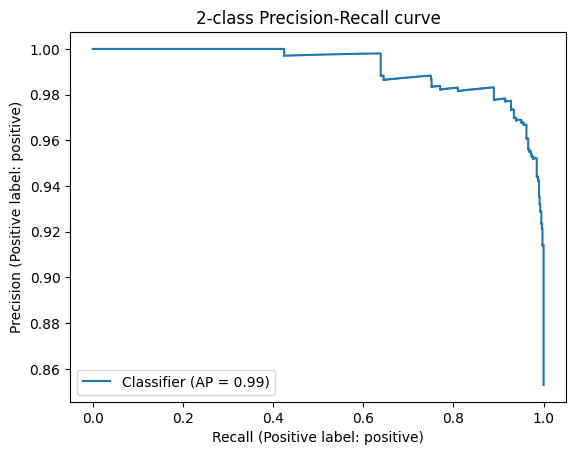 2-class Precision-Recall curve
Precision (Positive label: positive)
1.00
0.98
0.96
0.94
0.92
0.90
0.88
0.86
Classifier (AP = 0.99)
0.0 0.2 0.4 0.6 0.8 1.0
Recall (Positive label: positive)